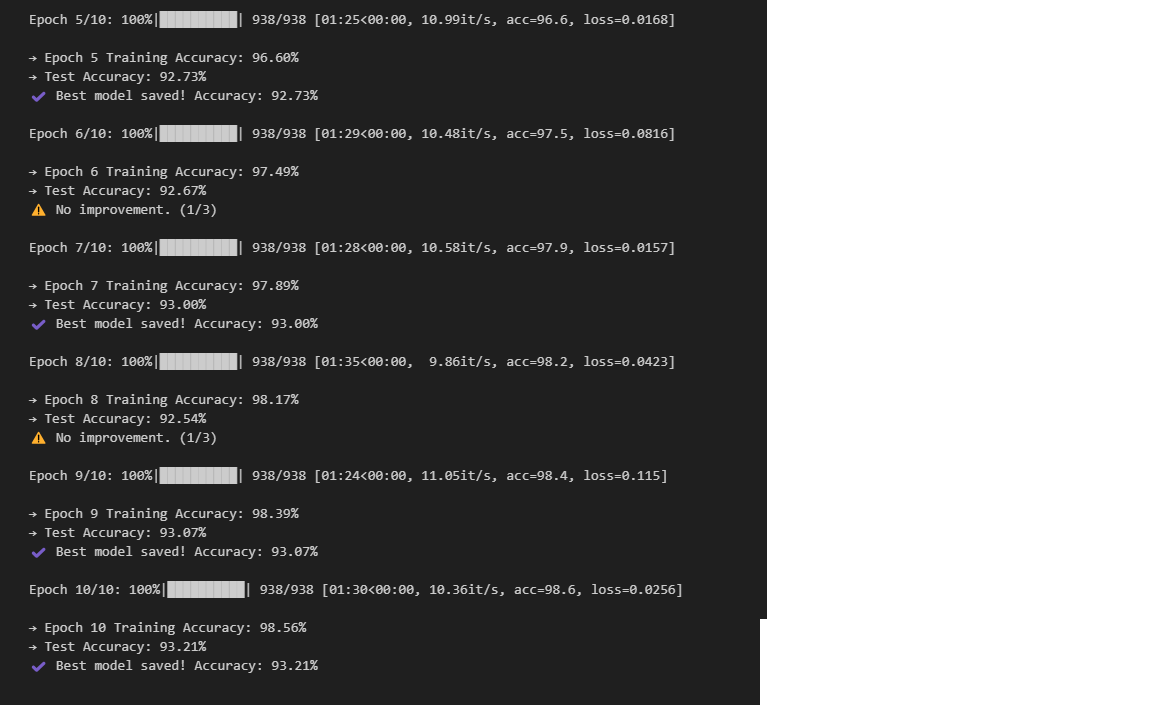 Epoch 5/10: 100%|██████████| 938/938 [01:25<00:00, 10.99it/s, acc=96.6, loss=0.0168]
→ Epoch 5 Training Accuracy: 96.60%
→ Test Accuracy: 92.73%
✔ Best model saved! Accuracy: 92.73%
Epoch 6/10: 100%|██████████| 938/938 [01:29<00:00, 10.48it/s, acc=97.5, loss=0.0816]
→ Epoch 6 Training Accuracy: 97.49%
→ Test Accuracy: 92.67%
⚠ No improvement. (1/3)
Epoch 7/10: 100%|██████████| 938/938 [01:28<00:00, 10.58it/s, acc=97.9, loss=0.0157]
→ Epoch 7 Training Accuracy: 97.89%
→ Test Accuracy: 93.00%
✔ Best model saved! Accuracy: 93.00%
Epoch 8/10: 100%|██████████| 938/938 [01:35<00:00,  9.86it/s, acc=98.2, loss=0.0423]
→ Epoch 8 Training Accuracy: 98.17%
→ Test Accuracy: 92.54%
⚠ No improvement. (1/3)
Epoch 9/10: 100%|██████████| 938/938 [01:24<00:00, 11.05it/s, acc=98.4, loss=0.115]
→ Epoch 9 Training Accuracy: 98.39%
→ Test Accuracy: 93.07%
✔ Best model saved! Accuracy: 93.07%
Epoch 10/10: 100%|██████████| 938/938 [01:30<00:00, 10.36it/s, acc=98.6, loss=0.0256]
→ Epoch 10 Training Accuracy: 98.56%
→ Test Accuracy: 93.21%
✔ Best model saved! Accuracy: 93.21%